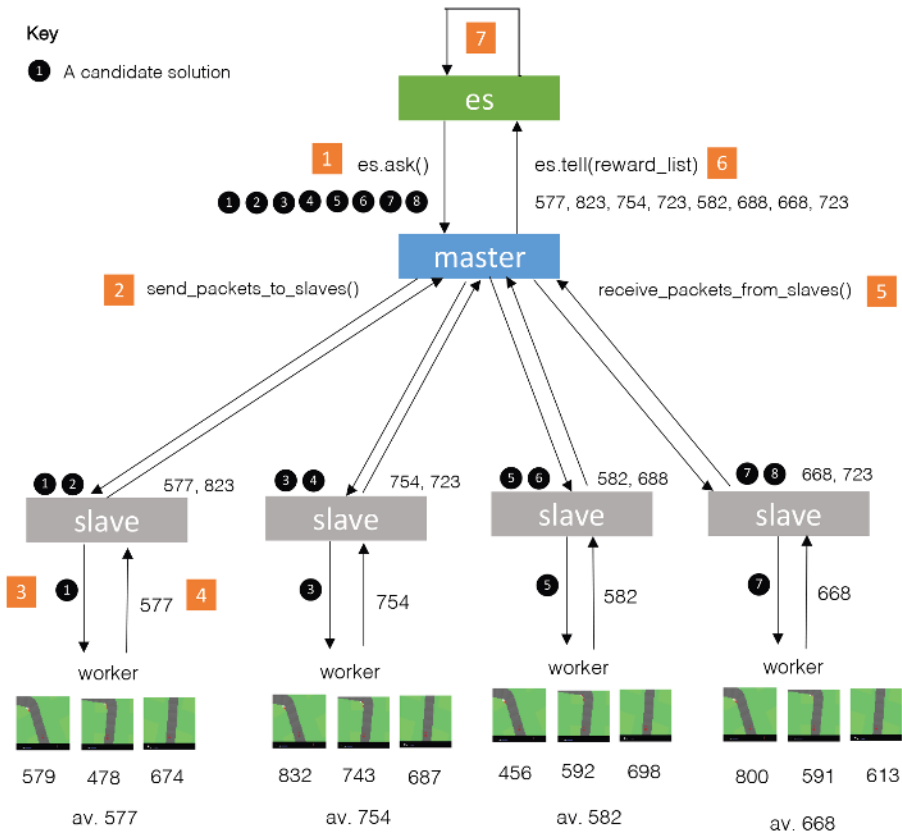 Key
1 A candidate solution
7
es
1 es.ask()
es.tell(reward_list) 6
1 2 3 4 5 6 7 8
577, 823, 754, 723, 582, 688, 668, 723
master
2 send_packets_to_slaves()
receive_packets_from_slaves() 5
1 2 577, 823
3 4 754, 723
5 6 582, 688
7 8 668, 723
slave slave slave slave
3 1 577 4
3 754
5 582
7 668
worker worker worker worker
579 478 674
832 743 687
456 592 698
800 591 613
av. 577 av. 754 av. 582 av. 668